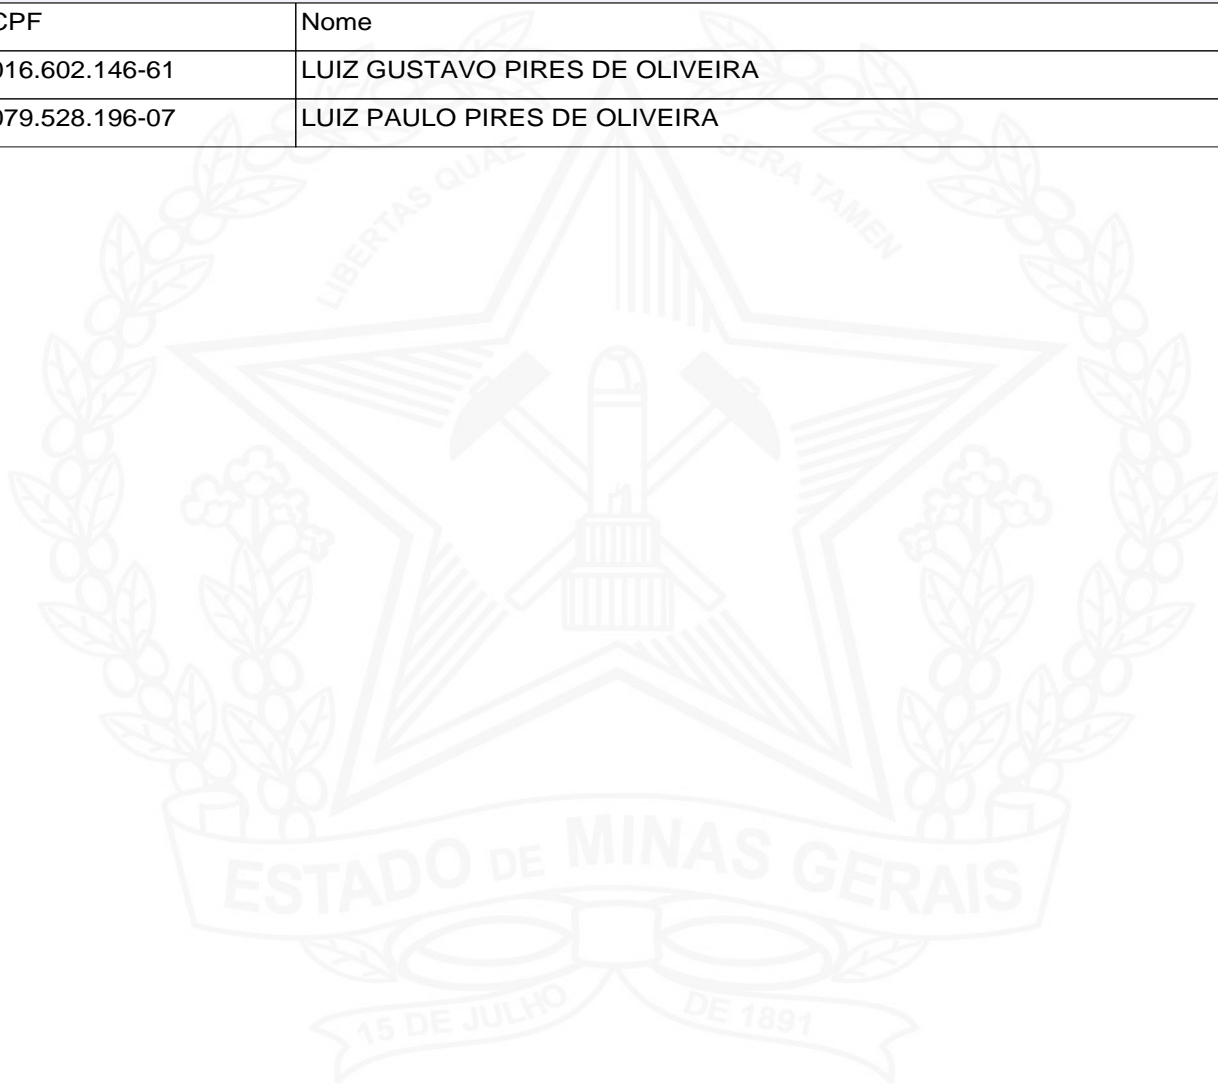 CPF Nome
016.602.146-61 LUIZ GUSTAVO PIRES DE OLIVEIRA
079.528.196-07 LUIZ PAULO PIRES DE OLIVEIRA
LIBERTAS QUAE SERA TAMEN
ESTADO DE MINAS GERAIS
15 DE JULHO DE 1891